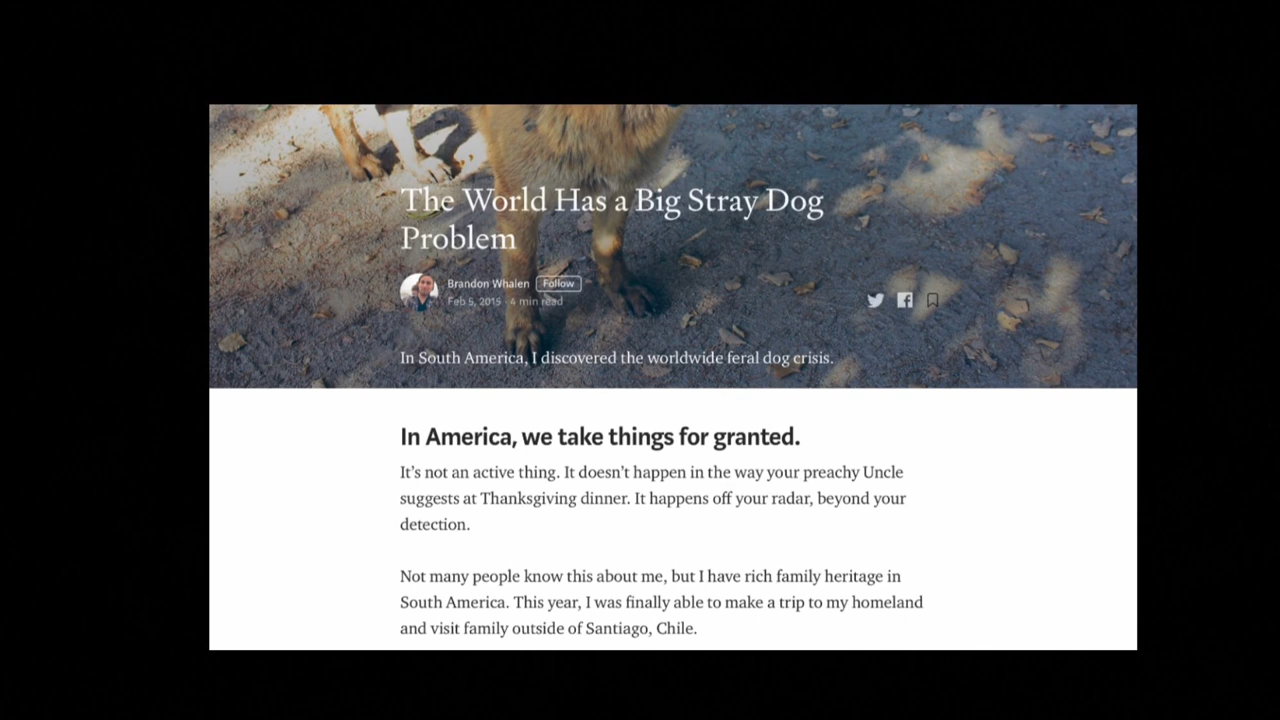 The World Has a Big Stray Dog
Problem
Brandon Whalen Follow
Feb 5, 2015 · 4 min read
In South America, I discovered the worldwide feral dog crisis.
In America, we take things for granted.
It’s not an active thing. It doesn’t happen in the way your preachy Uncle
suggests at Thanksgiving dinner. It happens off your radar, beyond your
detection.
Not many people know this about me, but I have rich family heritage in
South America. This year, I was finally able to make a trip to my homeland
and visit family outside of Santiago, Chile.